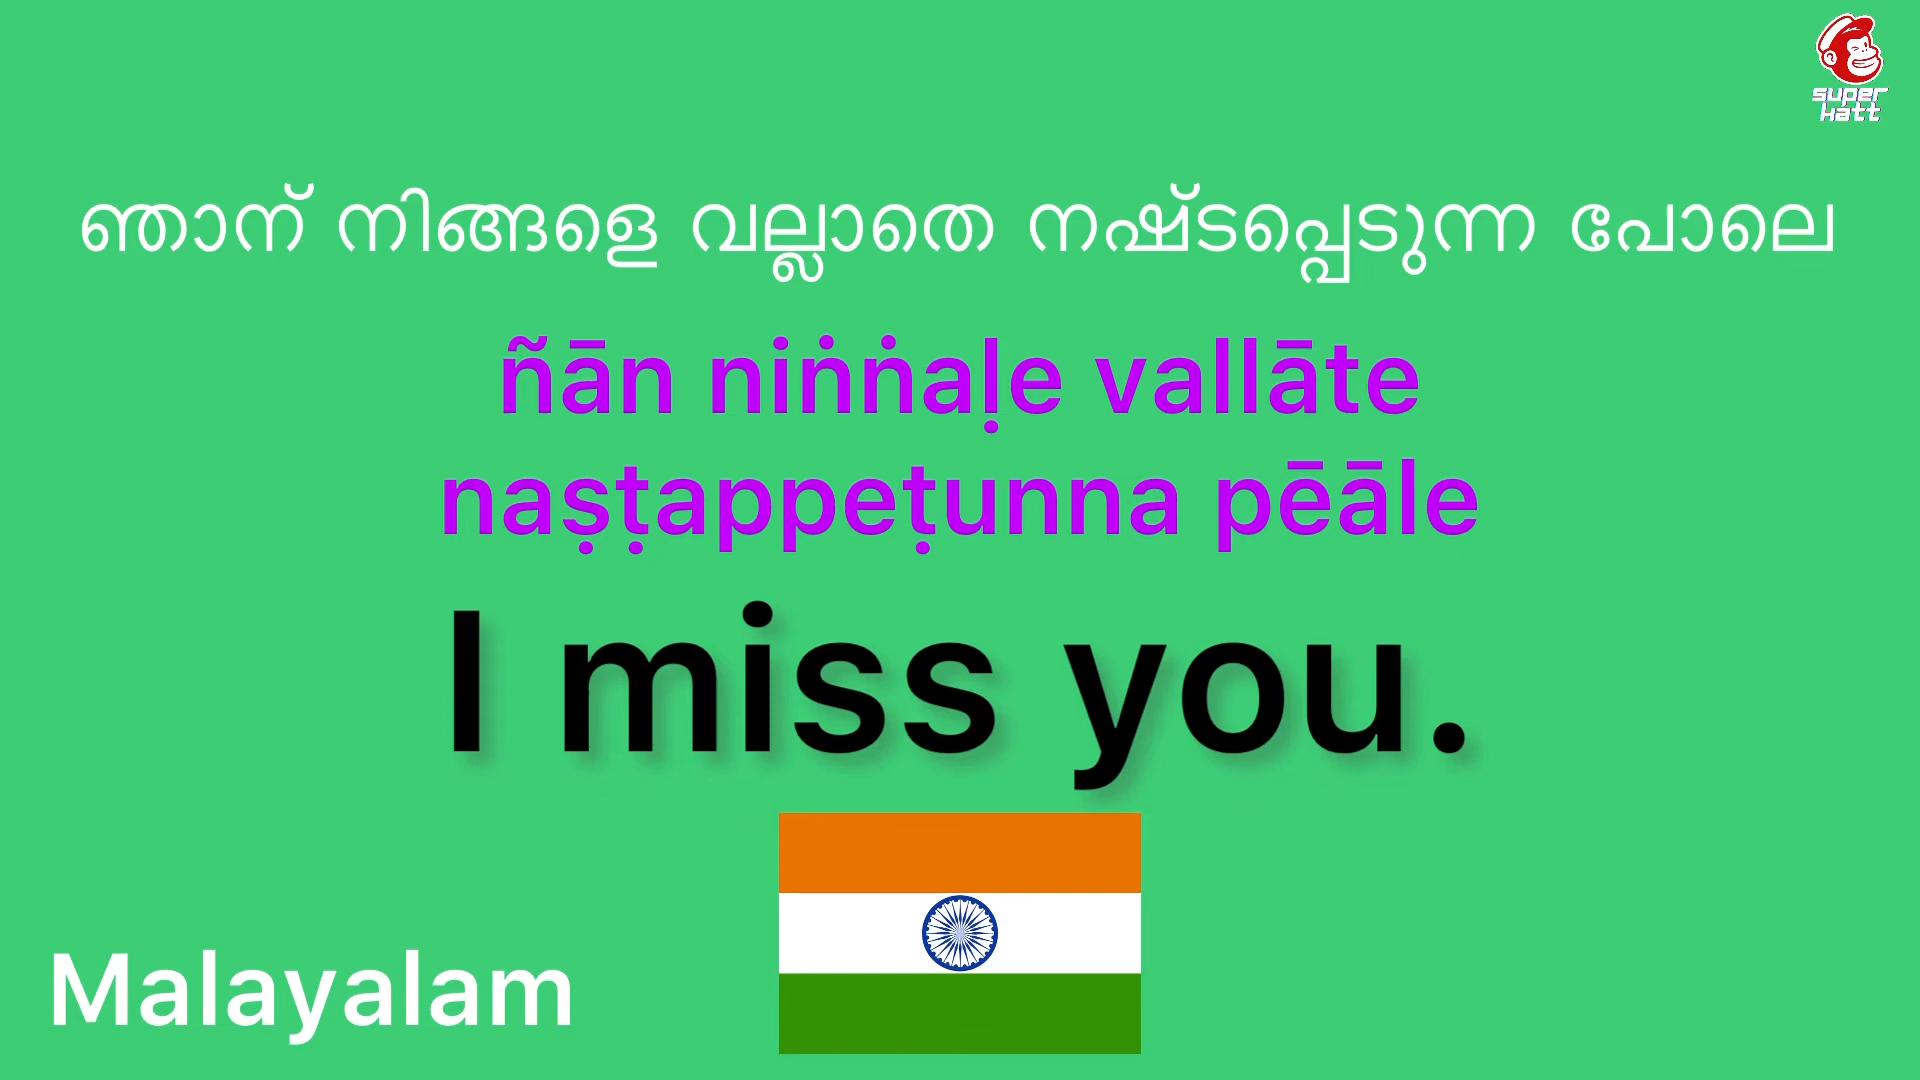 super
hatt
ഞാന് നിങ്ങളെ വല്ലാതെ നഷ്ടപ്പെടുന്ന പോലെ
ñān niṅṅaḷe vallāte
naṣṭappeṭunna pēāle
I miss you.
Malayalam